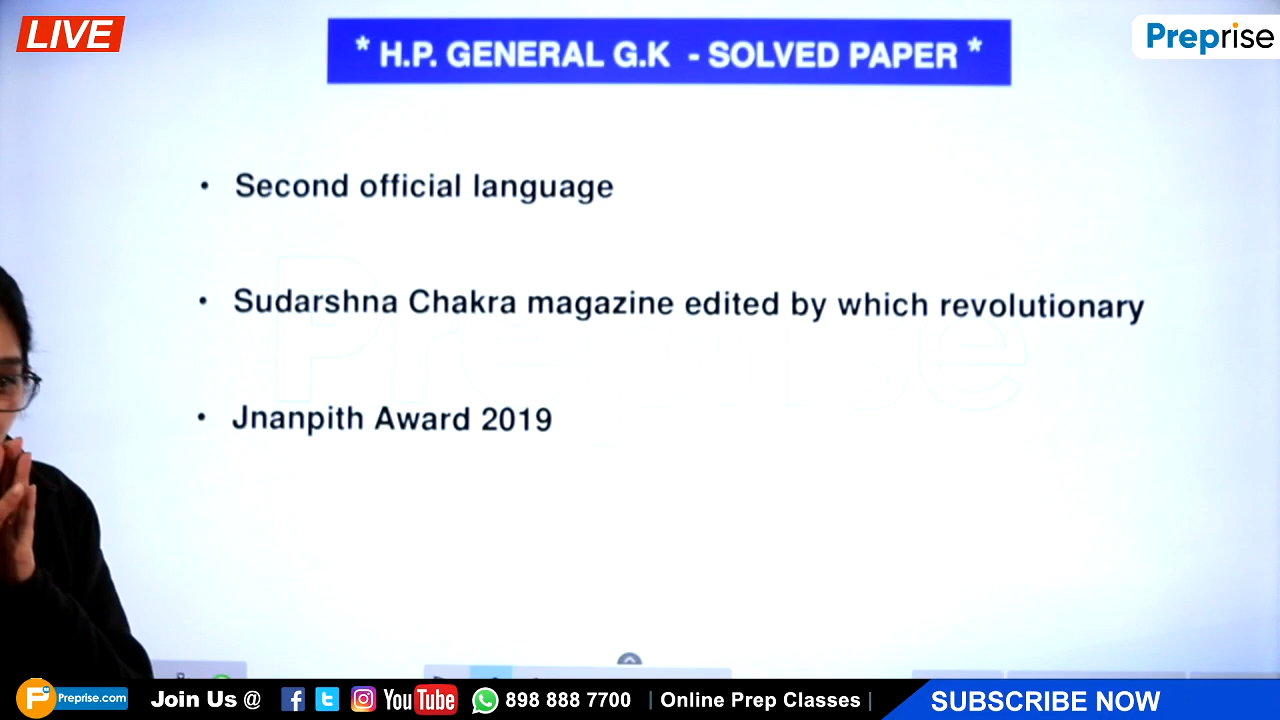 LIVE
* H.P. GENERAL G.K - SOLVED PAPER *
Preprise
• Second official language
• Sudarshna Chakra magazine edited by which revolutionary
Preprise
• Jnanpith Award 2019
Preprise.com Join Us @ YouTube 898 888 7700 | Online Prep Classes | SUBSCRIBE NOW